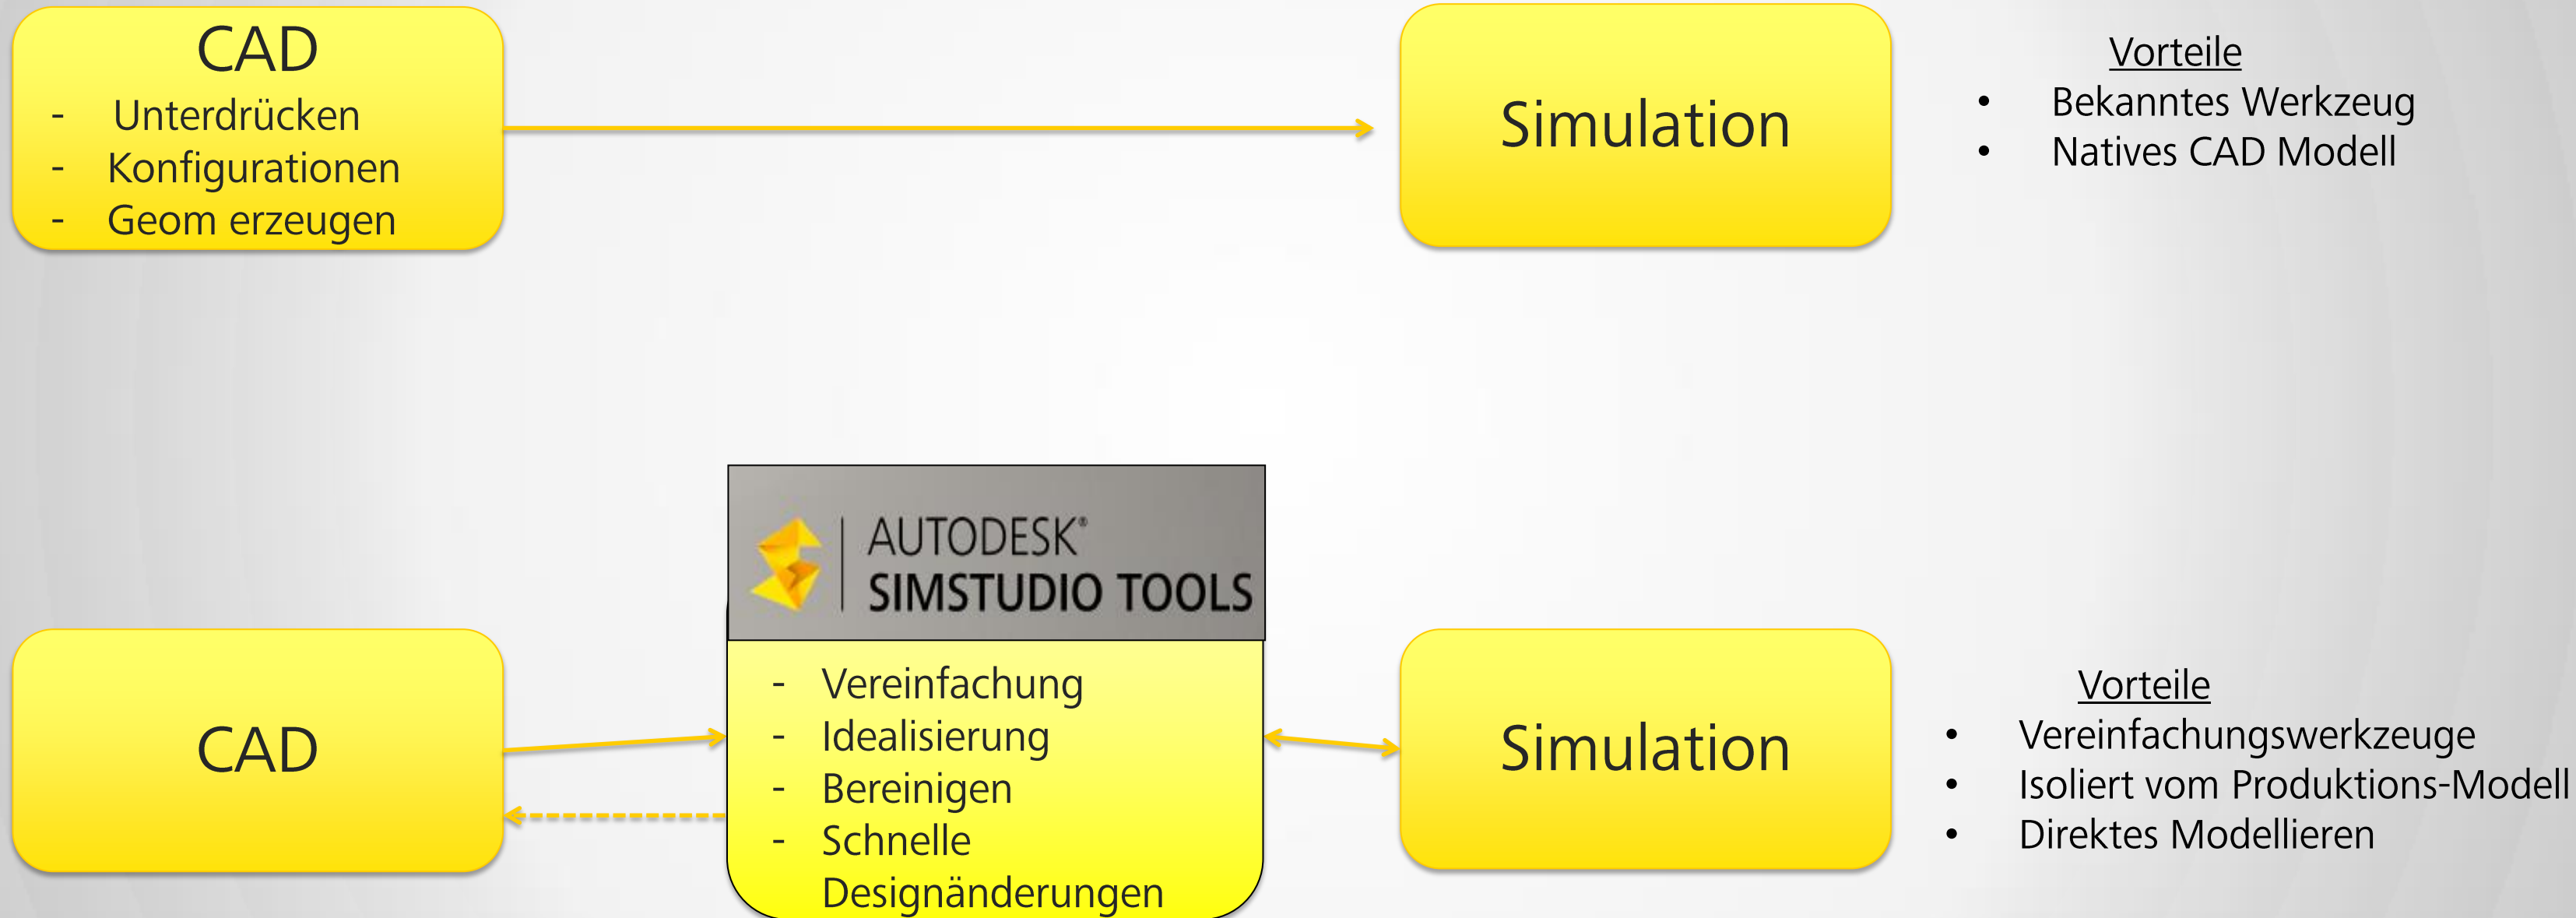 CAD
- Unterdrücken
- Konfigurationen
- Geom erzeugen
Simulation
Vorteile
• Bekanntes Werkzeug
• Natives CAD Modell
CAD
AUTODESK®
SIMSTUDIO TOOLS
- Vereinfachung
- Idealisierung
- Bereinigen
- Schnelle
Designänderungen
Simulation
Vorteile
• Vereinfachungswerkzeuge
• Isoliert vom Produktions-Modell
• Direktes Modellieren